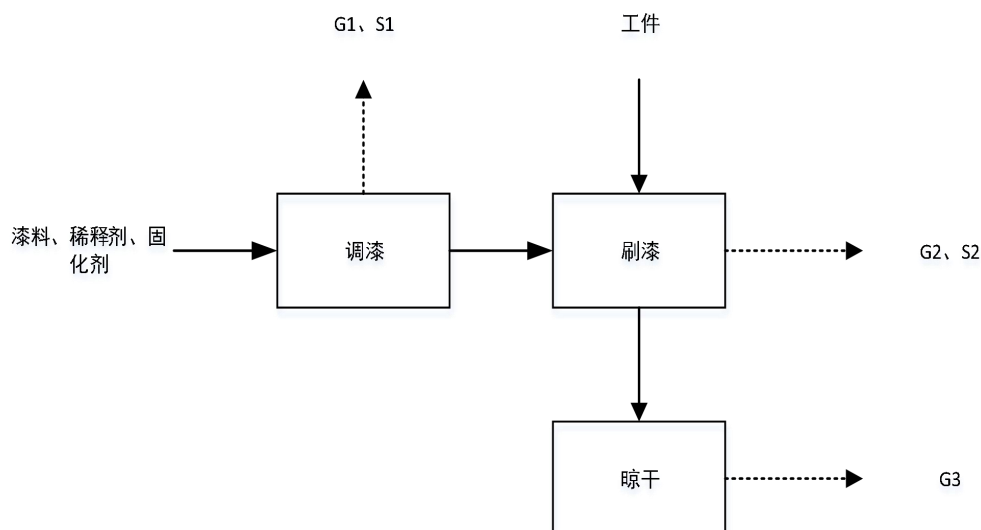 G1、S1
工件
漆料、稀释剂、固
化剂
调漆
刷漆
G2、S2
晾干
G3